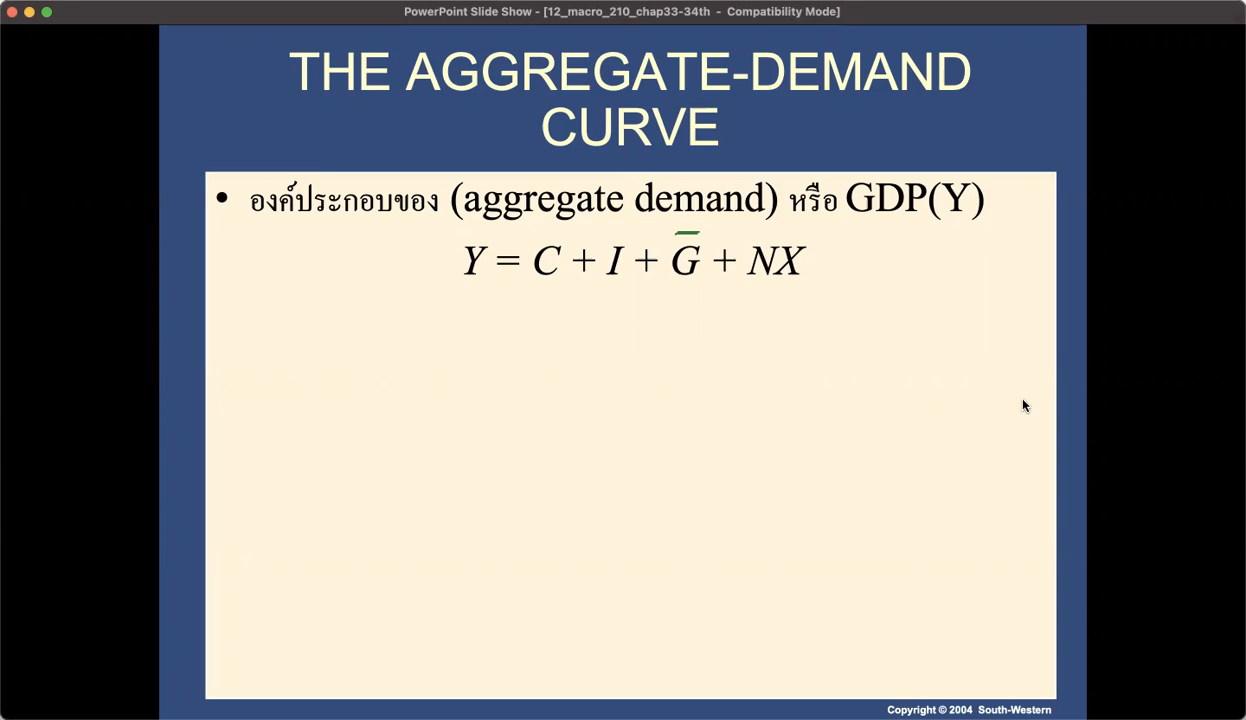 PowerPoint Slide Show - [12_macro_210_chap33-34th - Compatibility Mode]
THE AGGREGATE-DEMAND
CURVE
• องค์ประกอบของ (aggregate demand) หรือ GDP(Y)
Y = C + I + G + NX
Copyright © 2004 South-Western